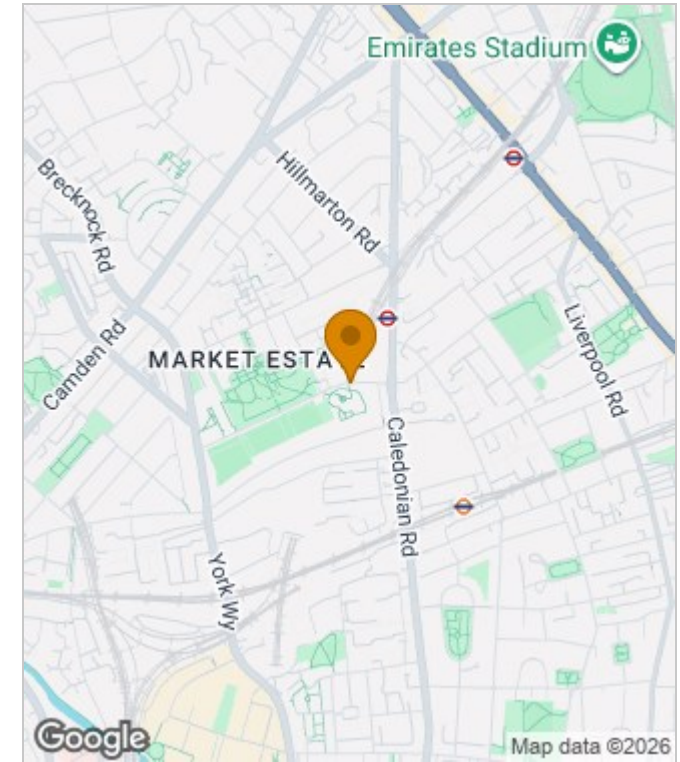 Emirates Stadium
Brecknock Rd
Hillmarton Rd
Camden Rd
MARKET ESTA
Liverpool Rd
Caledonian Rd
York Wy
Google
Map data ©2026